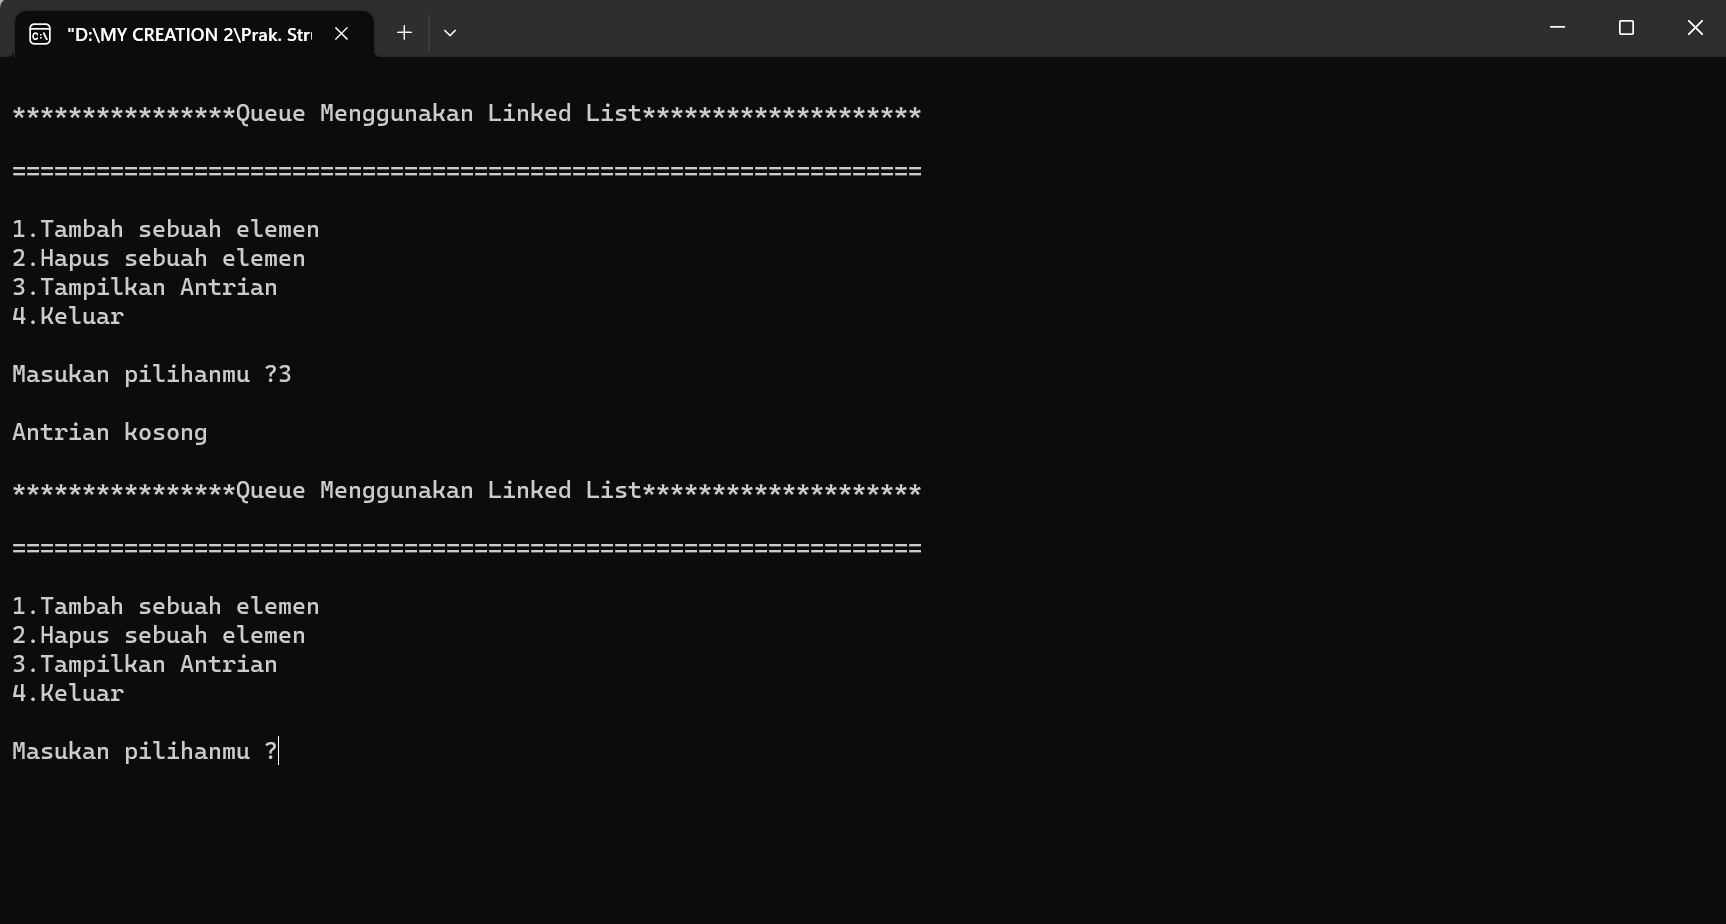 "D:\MY CREATION 2\Prak. Str
****************Queue Menggunakan Linked List********************
=================================================================
1.Tambah sebuah elemen
2.Hapus sebuah elemen
3.Tampilkan Antrian
4.Keluar
Masukan pilihanmu ?3
Antrian kosong
****************Queue Menggunakan Linked List********************
=================================================================
1.Tambah sebuah elemen
2.Hapus sebuah elemen
3.Tampilkan Antrian
4.Keluar
Masukan pilihanmu ?